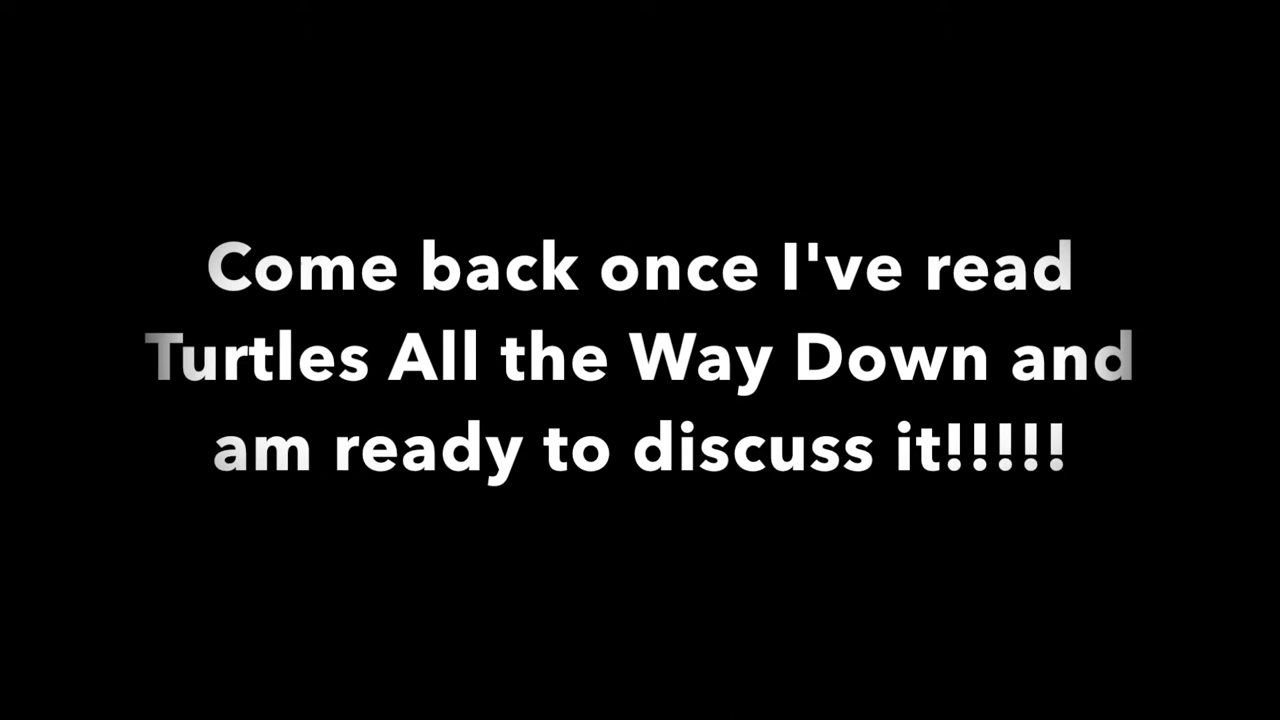 Come back once I've read
Turtles All the Way Down and
am ready to discuss it!!!!!